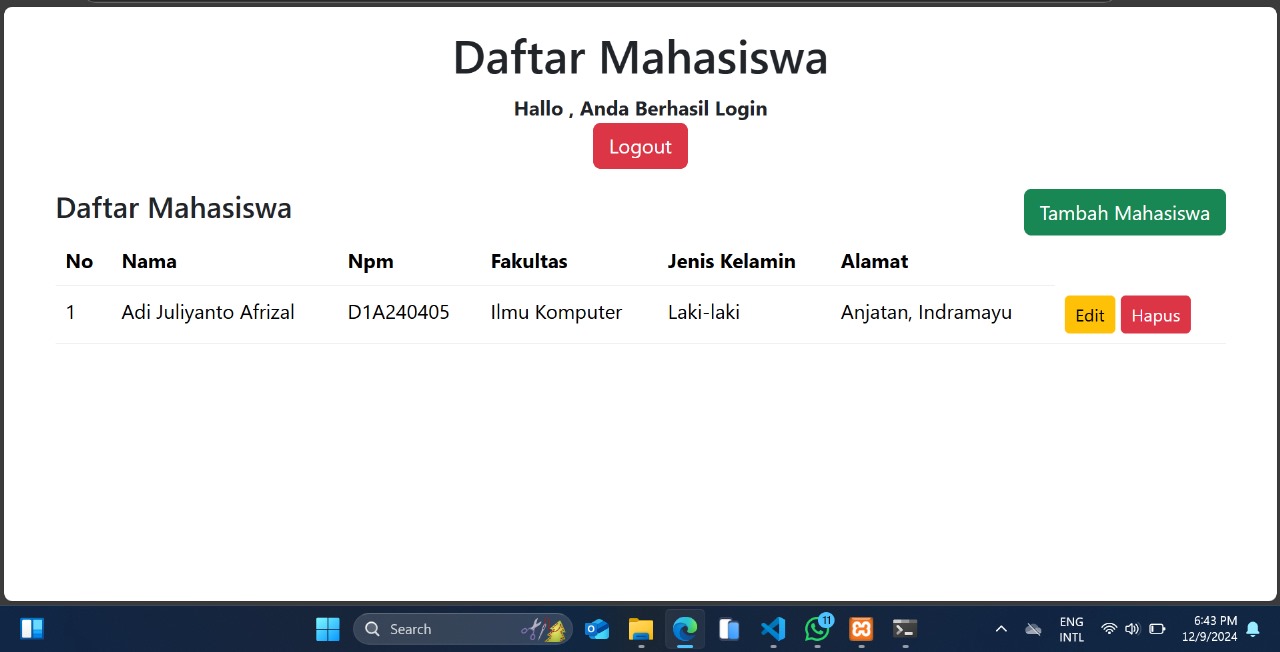 Daftar Mahasiswa
Hallo , Anda Berhasil Login
Logout
Daftar Mahasiswa
Tambah Mahasiswa
No Nama Npm Fakultas Jenis Kelamin Alamat
1 Adi Juliyanto Afrizal D1A240405 Ilmu Komputer Laki-laki Anjatan, Indramayu Edit Hapus
Search
11
ENG
INTL
6:43 PM
12/9/2024